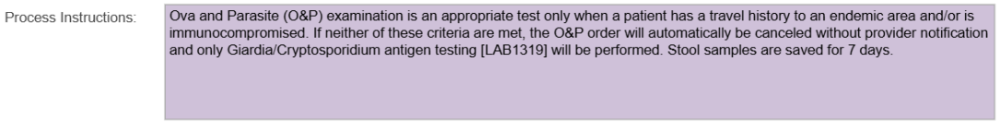 Process Instructions:
Ova and Parasite (O&P) examination is an appropriate test only when a patient has a travel history to an endemic area and/or is
immunocompromised. If neither of these criteria are met, the O&P order will automatically be canceled without provider notification
and only Giardia/Cryptosporidium antigen testing [LAB1319] will be performed. Stool samples are saved for 7 days.